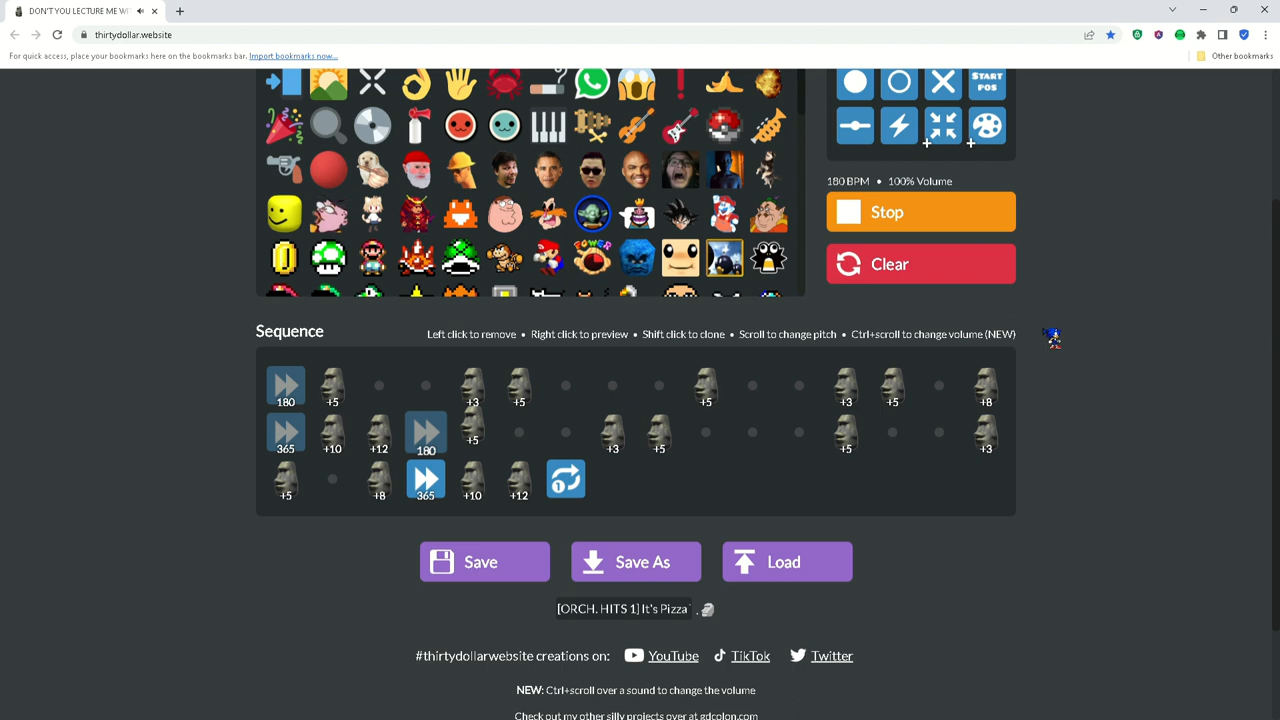 DON'T YOU LECTURE ME WI
thirtydollar.website
For quick access, place your bookmarks here on the bookmarks bar. Import bookmarks now...
Other bookmarks
START POS
180 BPM • 100% Volume
Stop
Clear
Sequence
Left click to remove • Right click to preview • Shift click to clone • Scroll to change pitch • Ctrl+scroll to change volume (NEW)
180 +5 +3 +5 +5 +3 +5 +8
365 +10 +12 180 +5 +3 +5 +5 +3
+5 +8 365 +10 +12 1
Save Save As Load
[ORCH. HITS 1] It's Pizza
#thirtydollarwebsite creations on: YouTube TikTok Twitter
NEW: Ctrl+scroll over a sound to change the volume
Check out my other silly projects over at gdcolon.com